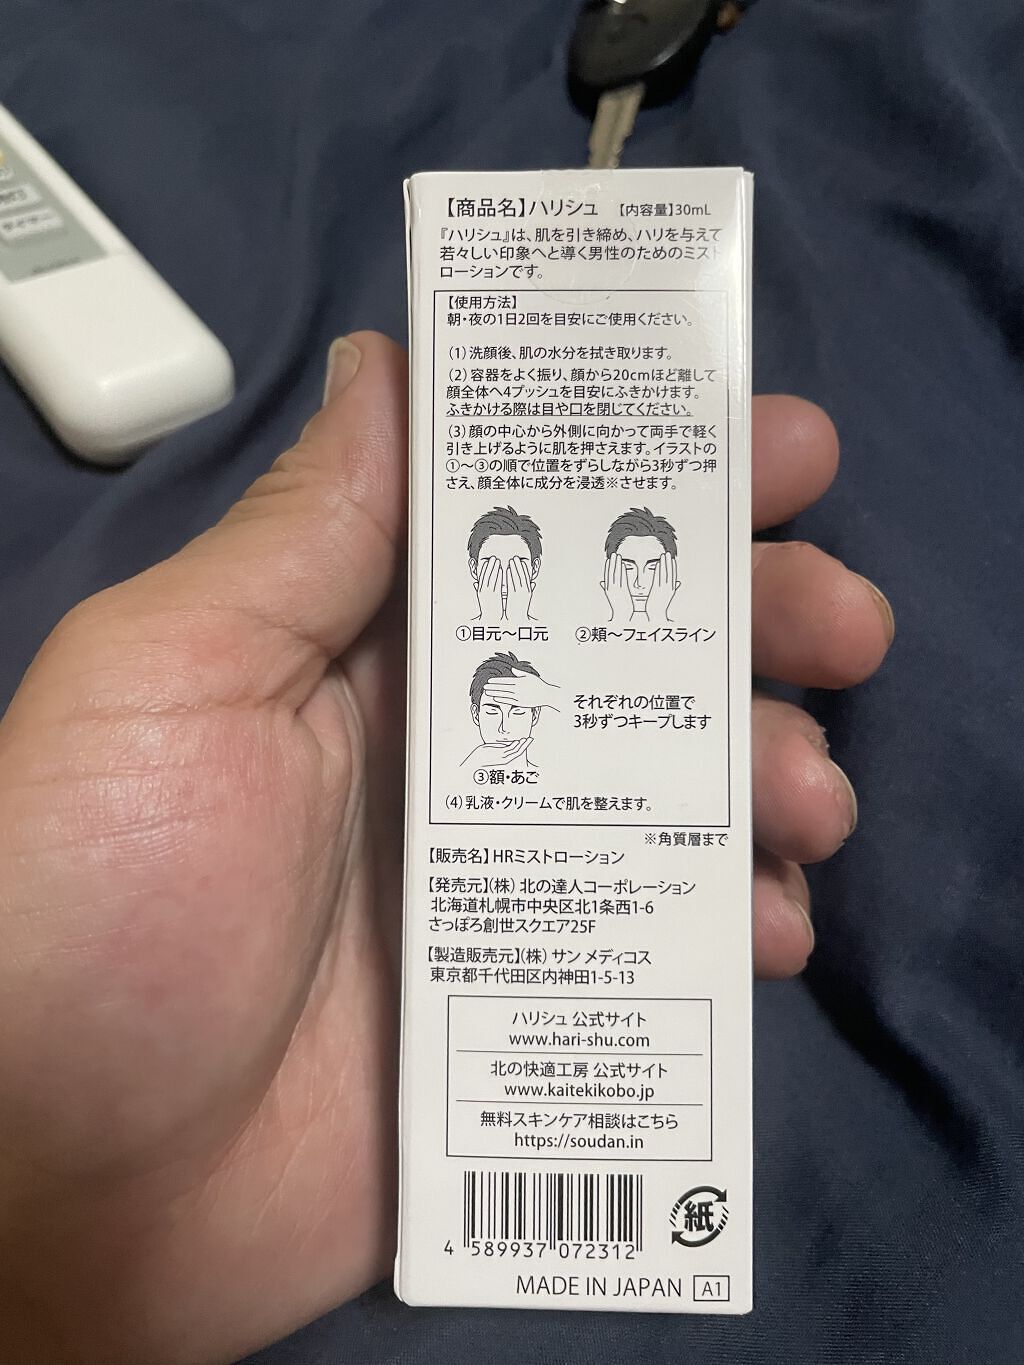 【商品名】ハリシュ 【内容量】30mL
『ハリシュ』は、肌を引き締め、ハリを与えて
若々しい印象へと導く男性のためのミスト
ローションです。
【使用方法】
朝・夜の1日2回を目安にご使用ください。
(1)洗顔後、肌の水分を拭き取ります。
(2)容器をよく振り、顔から20cmほど離して
顔全体へ4プッシュを目安にふきかけます。
ふきかける際は目や口を閉じてください。
(3)顔の中心から外側に向かって両手で軽く
引き上げるように肌を押さえます。イラストの
①～③の順で位置をずらしながら3秒ずつ押
さえ、顔全体に成分を浸透※させます。
①目元～口元 ②頬～フェイスライン
それぞれの位置で
3秒ずつキープします
③額・あご
(4)乳液・クリームで肌を整えます。
※角質層まで
【販売名】HRミストローション
【発売元】(株) 北の達人コーポレーション
北海道札幌市中央区北1条西1-6
さっぽろ創世スクエア25F
【製造販売元】(株) サン メディコス
東京都千代田区内神田1-5-13
ハリシュ 公式サイト
www.hari-shu.com
北の快適工房 公式サイト
www.kaitekikobo.jp
無料スキンケア相談はこちら
https://soudan.in
紙
4 589937 072312
MADE IN JAPAN A1